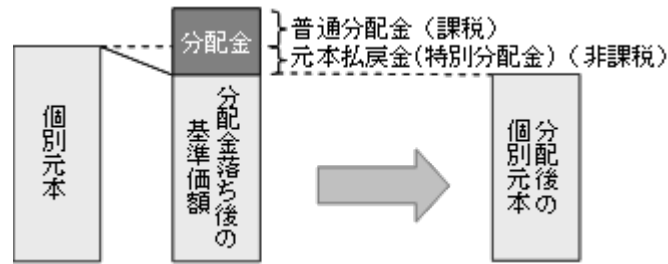 分配金
普通分配金（課税）
元本払戻金(特別分配金)（非課税）
個別元本
分配金落ち後の
基準価額
分配後の
個別元本